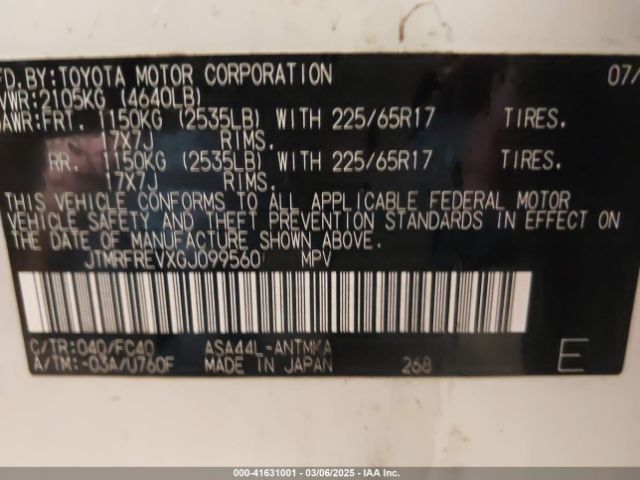 FD. BY: TOYOTA MOTOR CORPORATION 07/
VWR: 2105KG (4640LB)
AWR: FRT. 1150KG (2535LB) WITH 225/65R17 TIRES.
17X7J RIMS.
RR. 1150KG (2535LB) WITH 225/65R17 TIRES.
17X7J RIMS.
THIS VEHICLE CONFORMS TO ALL APPLICABLE FEDERAL MOTOR
VEHICLE SAFETY AND THEFT PREVENTION STANDARDS IN EFFECT ON
THE DATE OF MANUFACTURE SHOWN ABOVE.
JTMRFREVXGJ099560 MPV
C/TR: 040/FC40 ASA44L-ANTMKA
A/TM: -03A/U760F MADE IN JAPAN 268 E
000-41631001 - 03/06/2025 - IAA Inc.